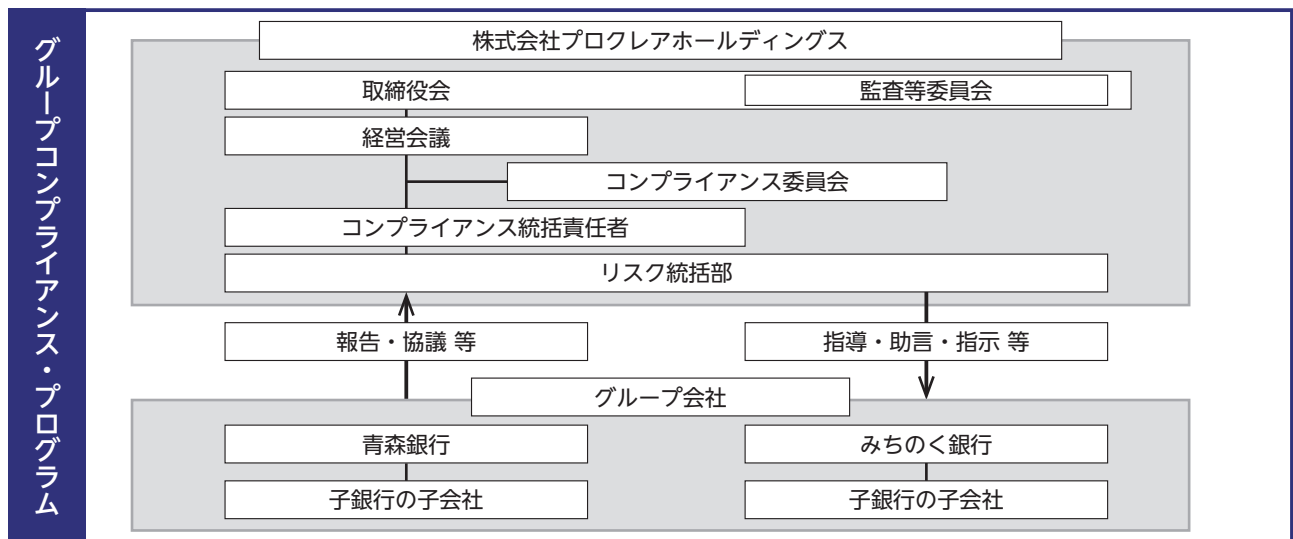 グループコンプライアンス・プログラム
株式会社プロクレアホールディングス
取締役会
監査等委員会
経営会議
コンプライアンス委員会
コンプライアンス統括責任者
リスク統括部
報告・協議 等
指導・助言・指示 等
グループ会社
青森銀行
みちのく銀行
子銀行の子会社
子銀行の子会社